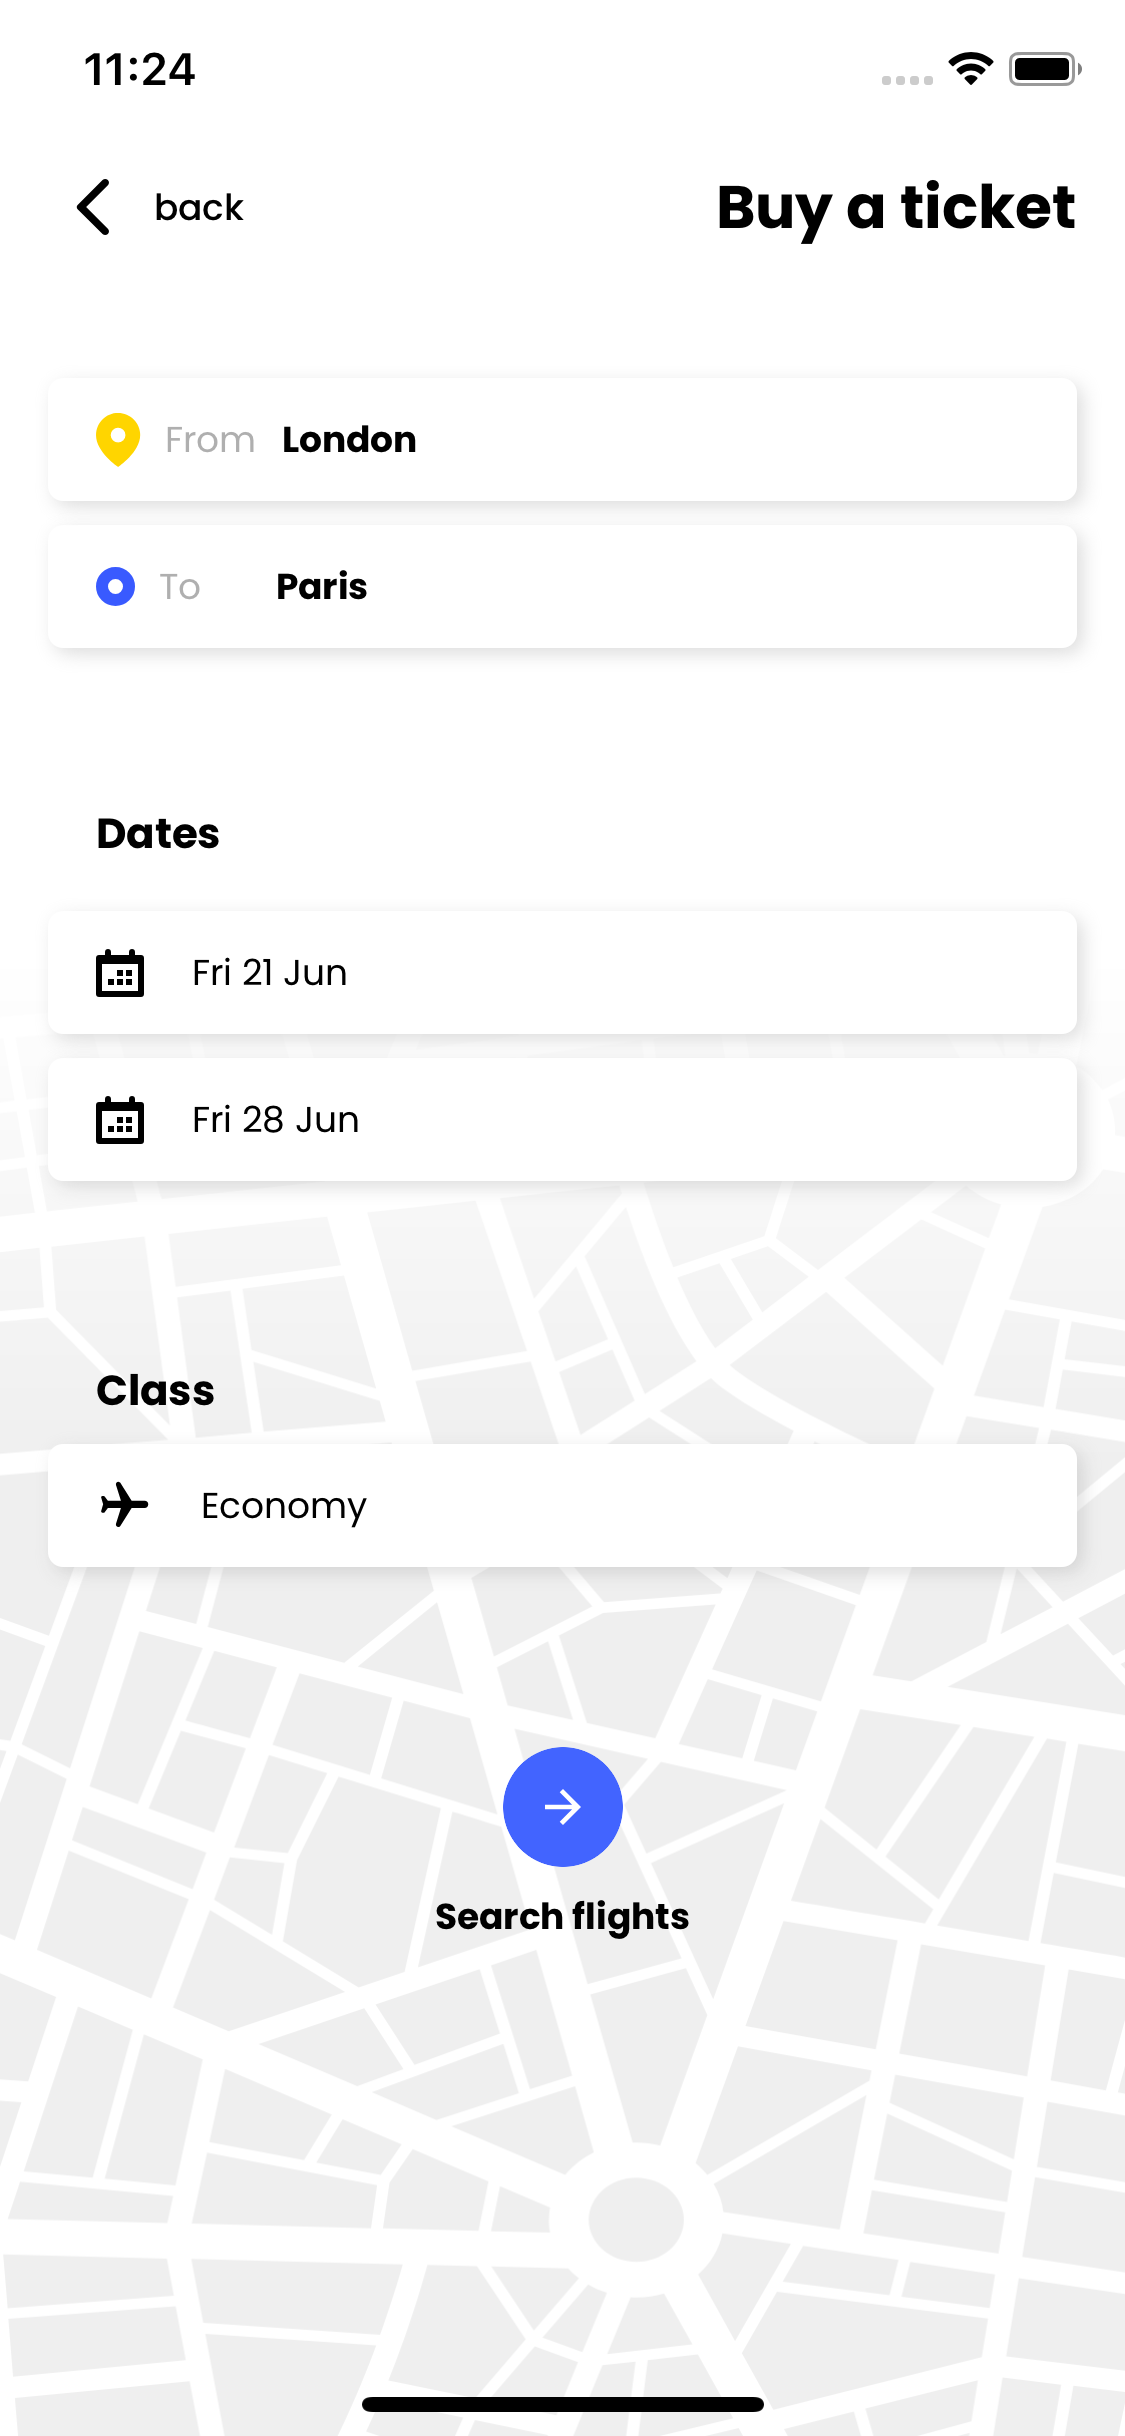 11:24
back
Buy a ticket
From London
To Paris
Dates
Fri 21 Jun
Fri 28 Jun
Class
Economy
Search flights